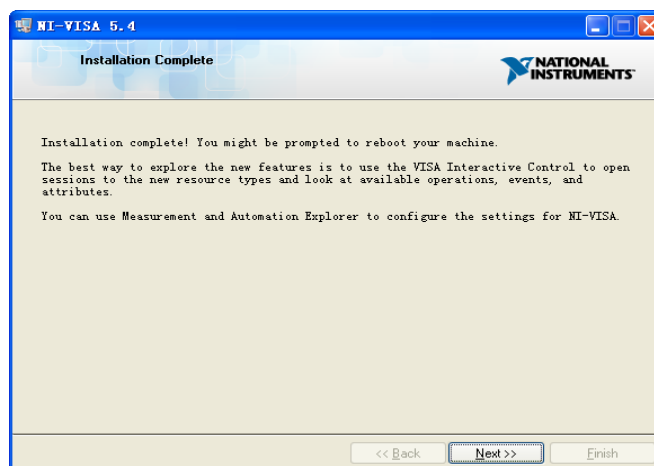 NI-VISA 5.4
Installation Complete
NATIONAL
INSTRUMENTS™
Installation complete! You might be prompted to reboot your machine.
The best way to explore the new features is to use the VISA Interactive Control to open
sessions to the new resource types and look at available operations, events, and
attributes.
You can use Measurement and Automation Explorer to configure the settings for NI-VISA.
<< Back Next >> Finish